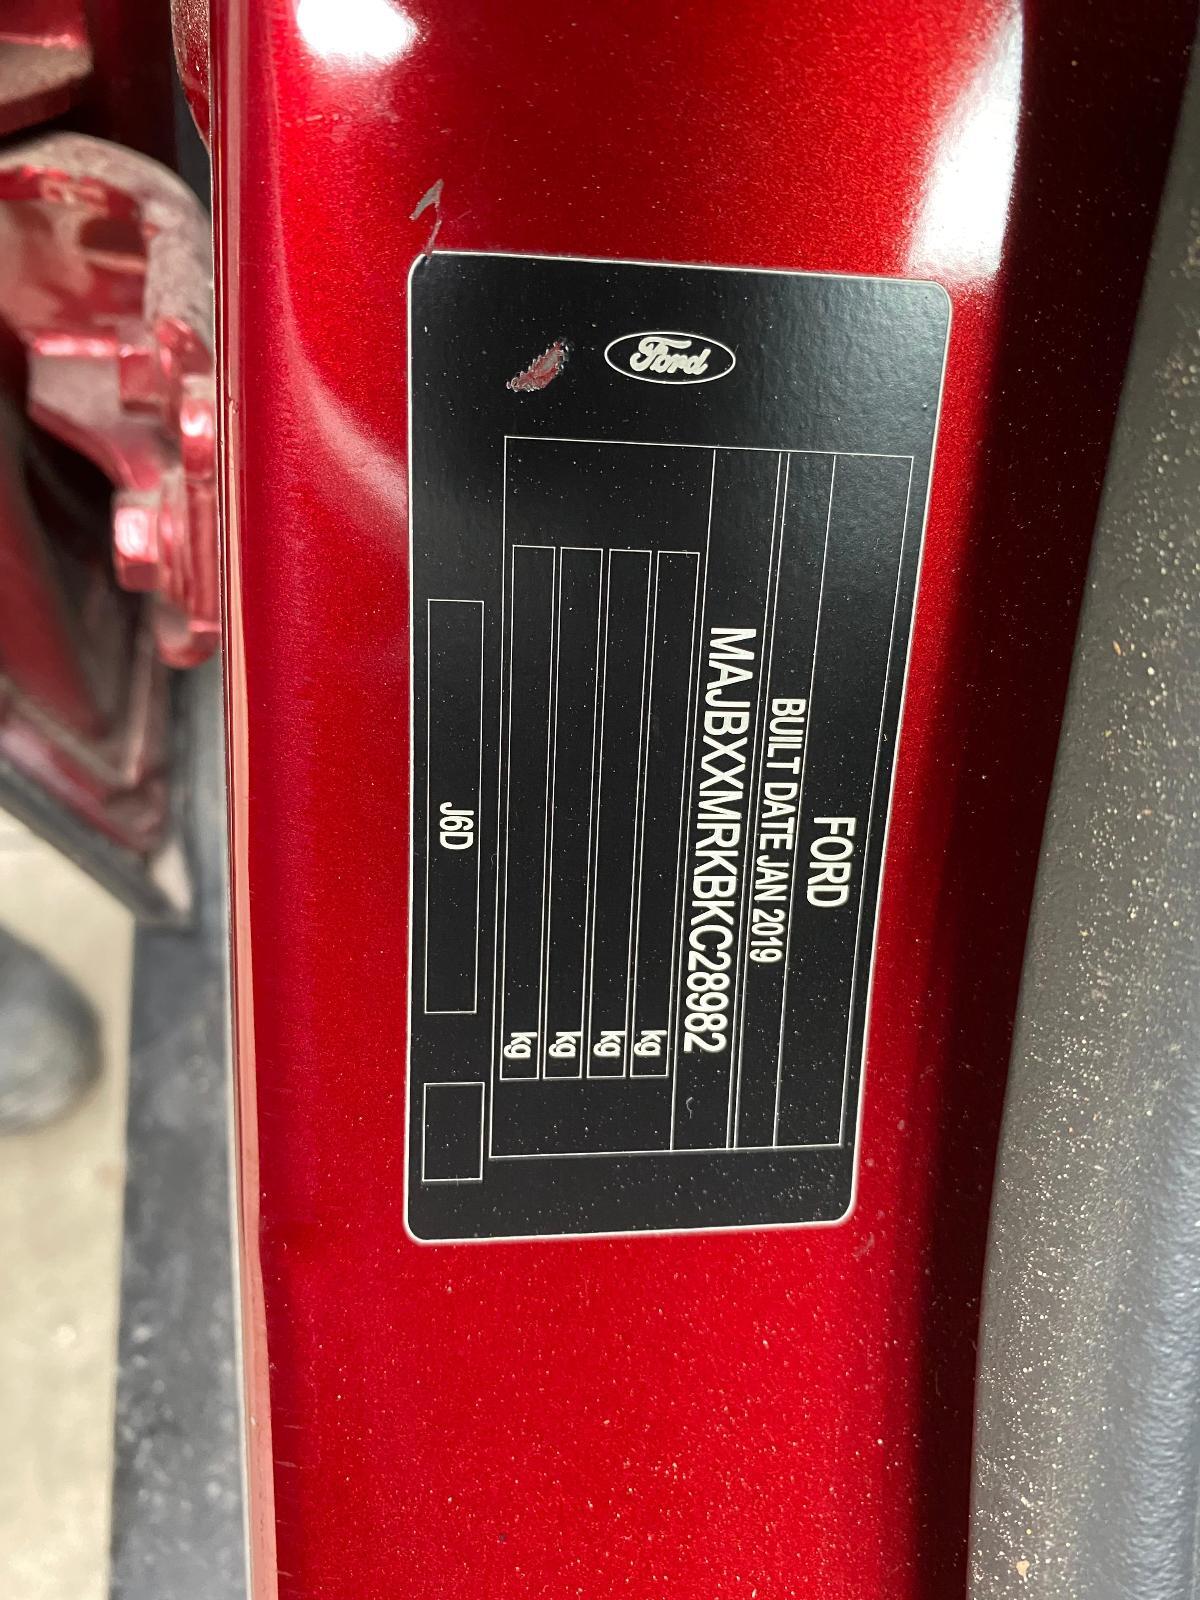 Ford
FORD
BUILT DATE JAN 2019
MAJBXXMRKBKC28982
kg
kg
kg
kg
J6D